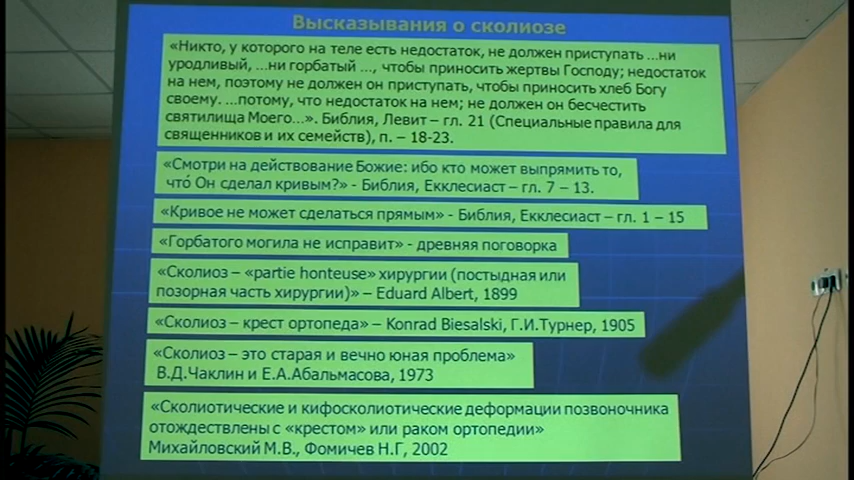 Высказывания о сколиозе
«Никто, у которого на теле есть недостаток, не должен приступать ...ни
уродливый, ...ни горбатый ..., чтобы приносить жертвы Господу; недостаток
на нем, поэтому не должен он приступать, чтобы приносить хлеб Богу
своему. ...потому, что недостаток на нем; не должен он бесчестить
святилища Моего...». Библия, Левит – гл. 21 (Специальные правила для
священников и их семейств), п. – 18-23.
«Смотри на действование Божие: ибо кто может выпрямить то,
что́ Он сделал кривым?» - Библия, Екклесиаст – гл. 7 – 13.
«Кривое не может сделаться прямым» - Библия, Екклесиаст – гл. 1 – 15
«Горбатого могила не исправит» - древняя поговорка
«Сколиоз – «partie honteuse» хирургии (постыдная или
позорная часть хирургии)» – Eduard Albert, 1899
«Сколиоз – крест ортопеда» – Konrad Biesalski, Г.И.Турнер, 1905
«Сколиоз – это старая и вечно юная проблема»
В.Д.Чаклин и Е.А.Абальмасова, 1973
«Сколиотические и кифосколиотические деформации позвоночника
отождествлены с «крестом» или раком ортопедии»
Михайловский М.В., Фомичев Н.Г, 2002